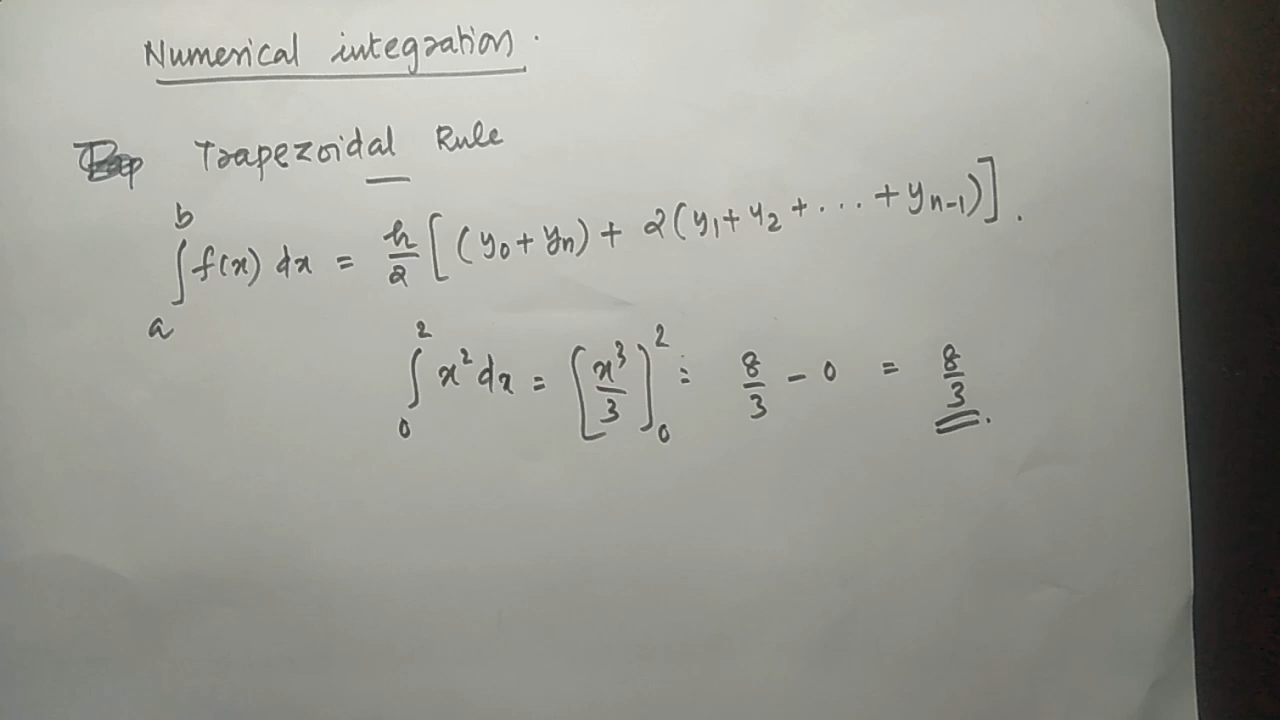 Numerical integration.
Trapezoidal Rule
∫_a^b f(x) dx = h/2 [(y₀ + yₙ) + 2(y₁ + y₂ + ... + yₙ₋₁)].
∫_0^2 x² dx = [x³/3]_0^2 = 8/3 - 0 = 8/3.